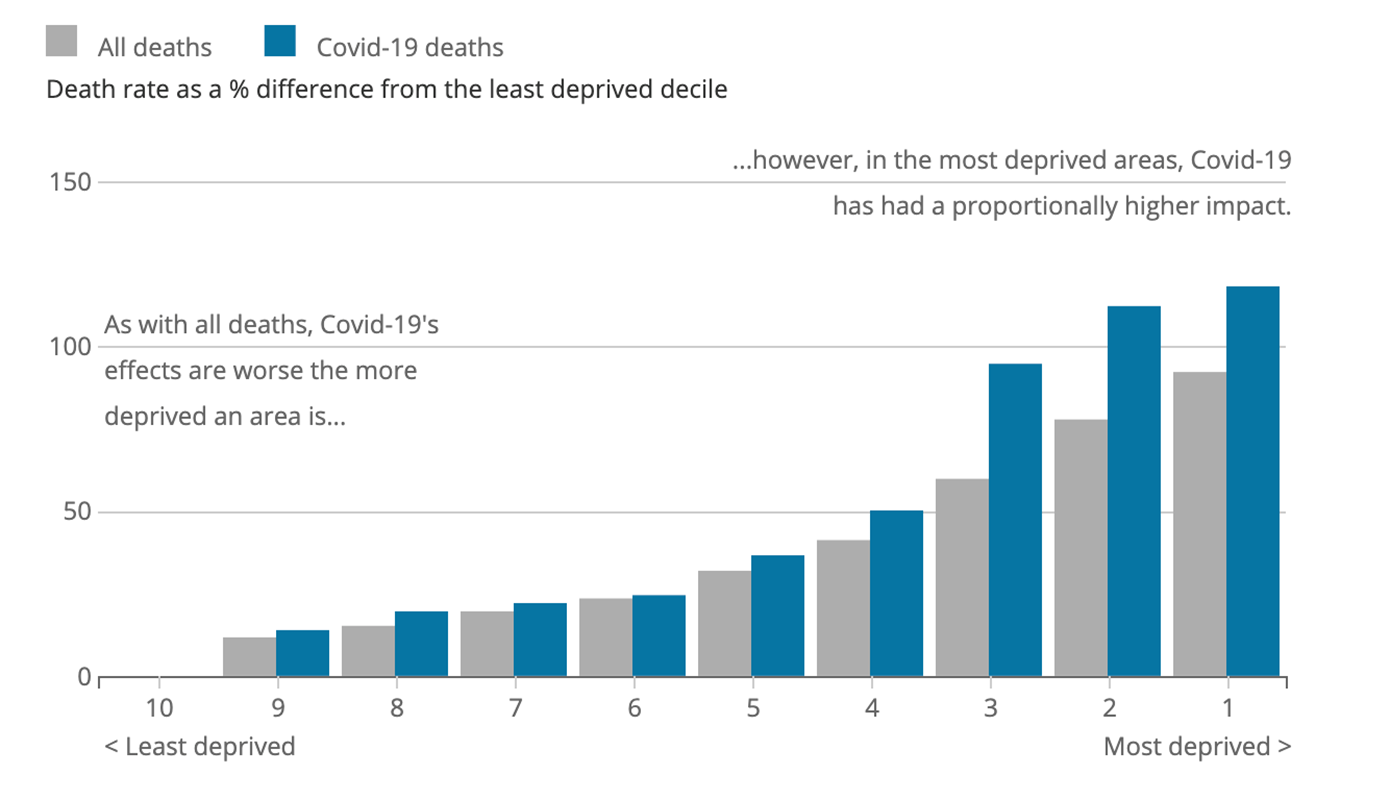 All deaths Covid-19 deaths
Death rate as a % difference from the least deprived decile
...however, in the most deprived areas, Covid-19
150
has had a proportionally higher impact.
As with all deaths, Covid-19's
100
effects are worse the more
deprived an area is...
50
0
10 9 8 7 6 5 4 3 2 1
< Least deprived Most deprived >